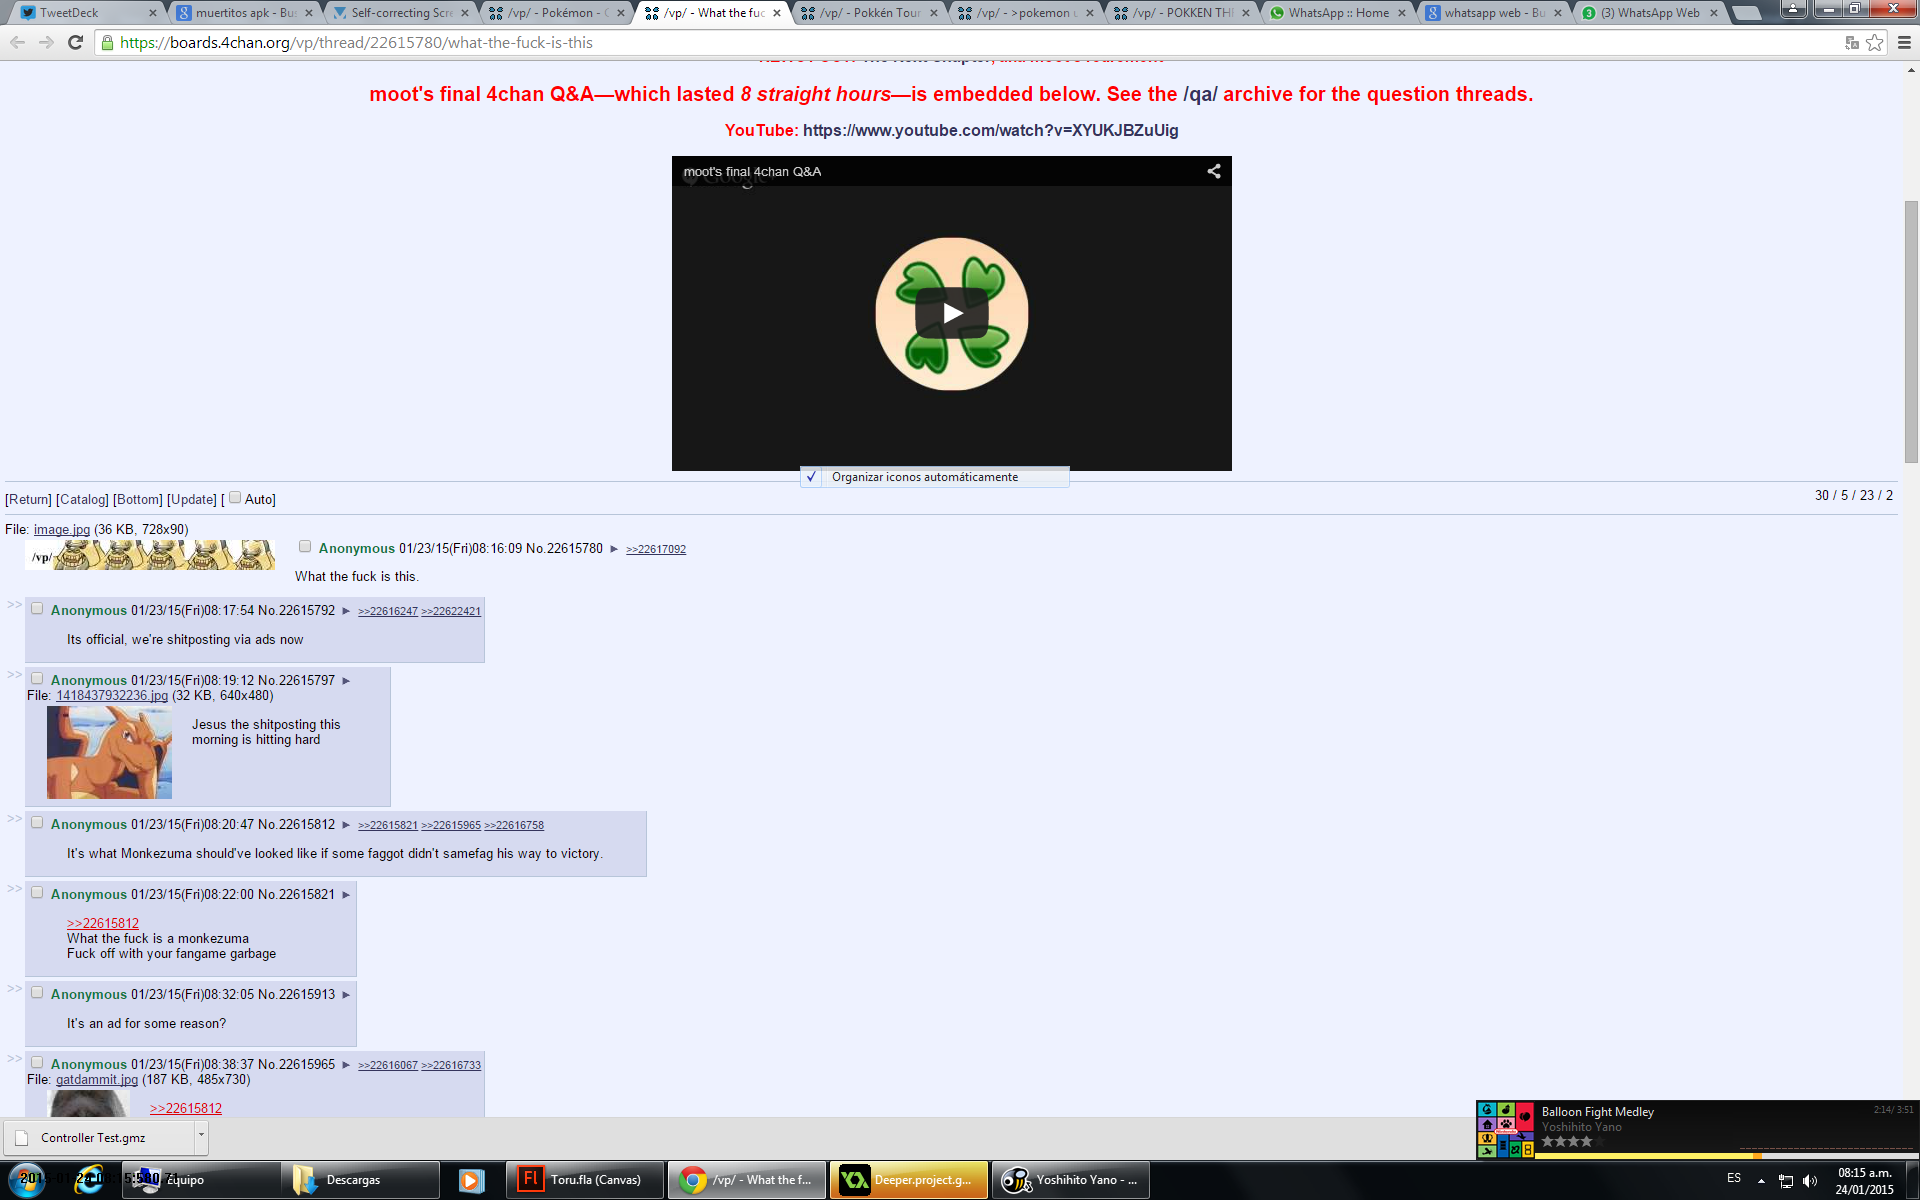 TweetDeck
muertitos apk - Bus
Self-correcting Scre
/vp/ - Pokémon - G
/vp/ - What the fuc
/vp/ - Pokkén Tour
/vp/ - >pokemon u
/vp/ - POKKEN THE
WhatsApp :: Home
whatsapp web - Bu
(3) WhatsApp Web
https://boards.4chan.org/vp/thread/22615780/what-the-fuck-is-this
moot's final 4chan Q&A—which lasted 8 straight hours—is embedded below. See the /qa/ archive for the question threads.
YouTube: https://www.youtube.com/watch?v=XYUKJBZuUig
moot's final 4chan Q&A
Organizar iconos automáticamente
[Return] [Catalog] [Bottom] [Update] [ Auto]
30 / 5 / 23 / 2
File: image.jpg (36 KB, 728x90)
/vp/-
Anonymous 01/23/15(Fri)08:16:09 No.22615780 ▶ >>22617092
What the fuck is this.
>> Anonymous 01/23/15(Fri)08:17:54 No.22615792 ▶ >>22616247 >>22622421
Its official, we're shitposting via ads now
>> Anonymous 01/23/15(Fri)08:19:12 No.22615797 ▶
File: 1418437932236.jpg (32 KB, 640x480)
Jesus the shitposting this
morning is hitting hard
>> Anonymous 01/23/15(Fri)08:20:47 No.22615812 ▶ >>22615821 >>22615965 >>22616758
It's what Monkezuma should've looked like if some faggot didn't samefag his way to victory.
>> Anonymous 01/23/15(Fri)08:22:00 No.22615821 ▶
>>22615812
What the fuck is a monkezuma
Fuck off with your fangame garbage
>> Anonymous 01/23/15(Fri)08:32:05 No.22615913 ▶
It's an ad for some reason?
>> Anonymous 01/23/15(Fri)08:38:37 No.22615965 ▶ >>22616067 >>22616733
File: gatdammit.jpg (187 KB, 485x730)
>>22615812
Controller Test.gmz
Balloon Fight Medley
2:14/ 3:51
Yoshihito Yano
Equipo
Descargas
Toru.fla (Canvas)
/vp/ - What the f...
Deeper.project.g...
Yoshihito Yano - ...
ES
08:15 a.m.
24/01/2015